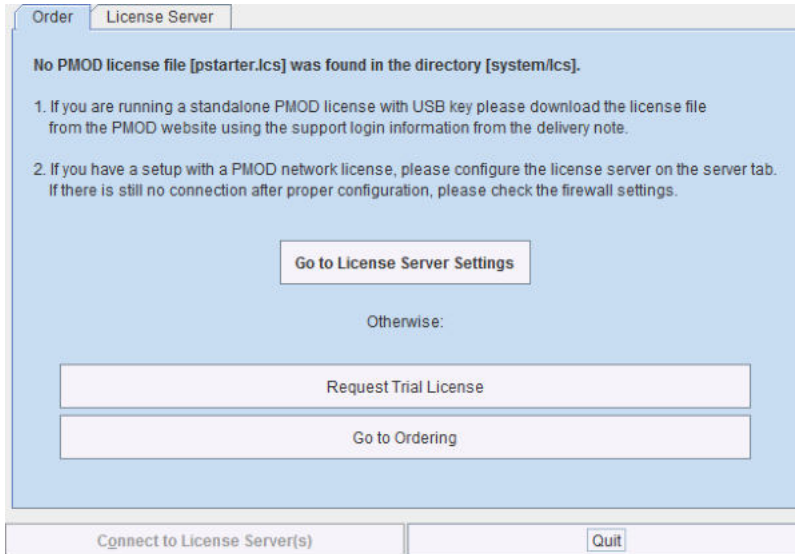 Order
License Server
No PMOD license file [pstarter.lcs] was found in the directory [system/lcs].
1. If you are running a standalone PMOD license with USB key please download the license file
from the PMOD website using the support login information from the delivery note.
2. If you have a setup with a PMOD network license, please configure the license server on the server tab.
If there is still no connection after proper configuration, please check the firewall settings.
Go to License Server Settings
Otherwise:
Request Trial License
Go to Ordering
Connect to License Server(s)
Quit